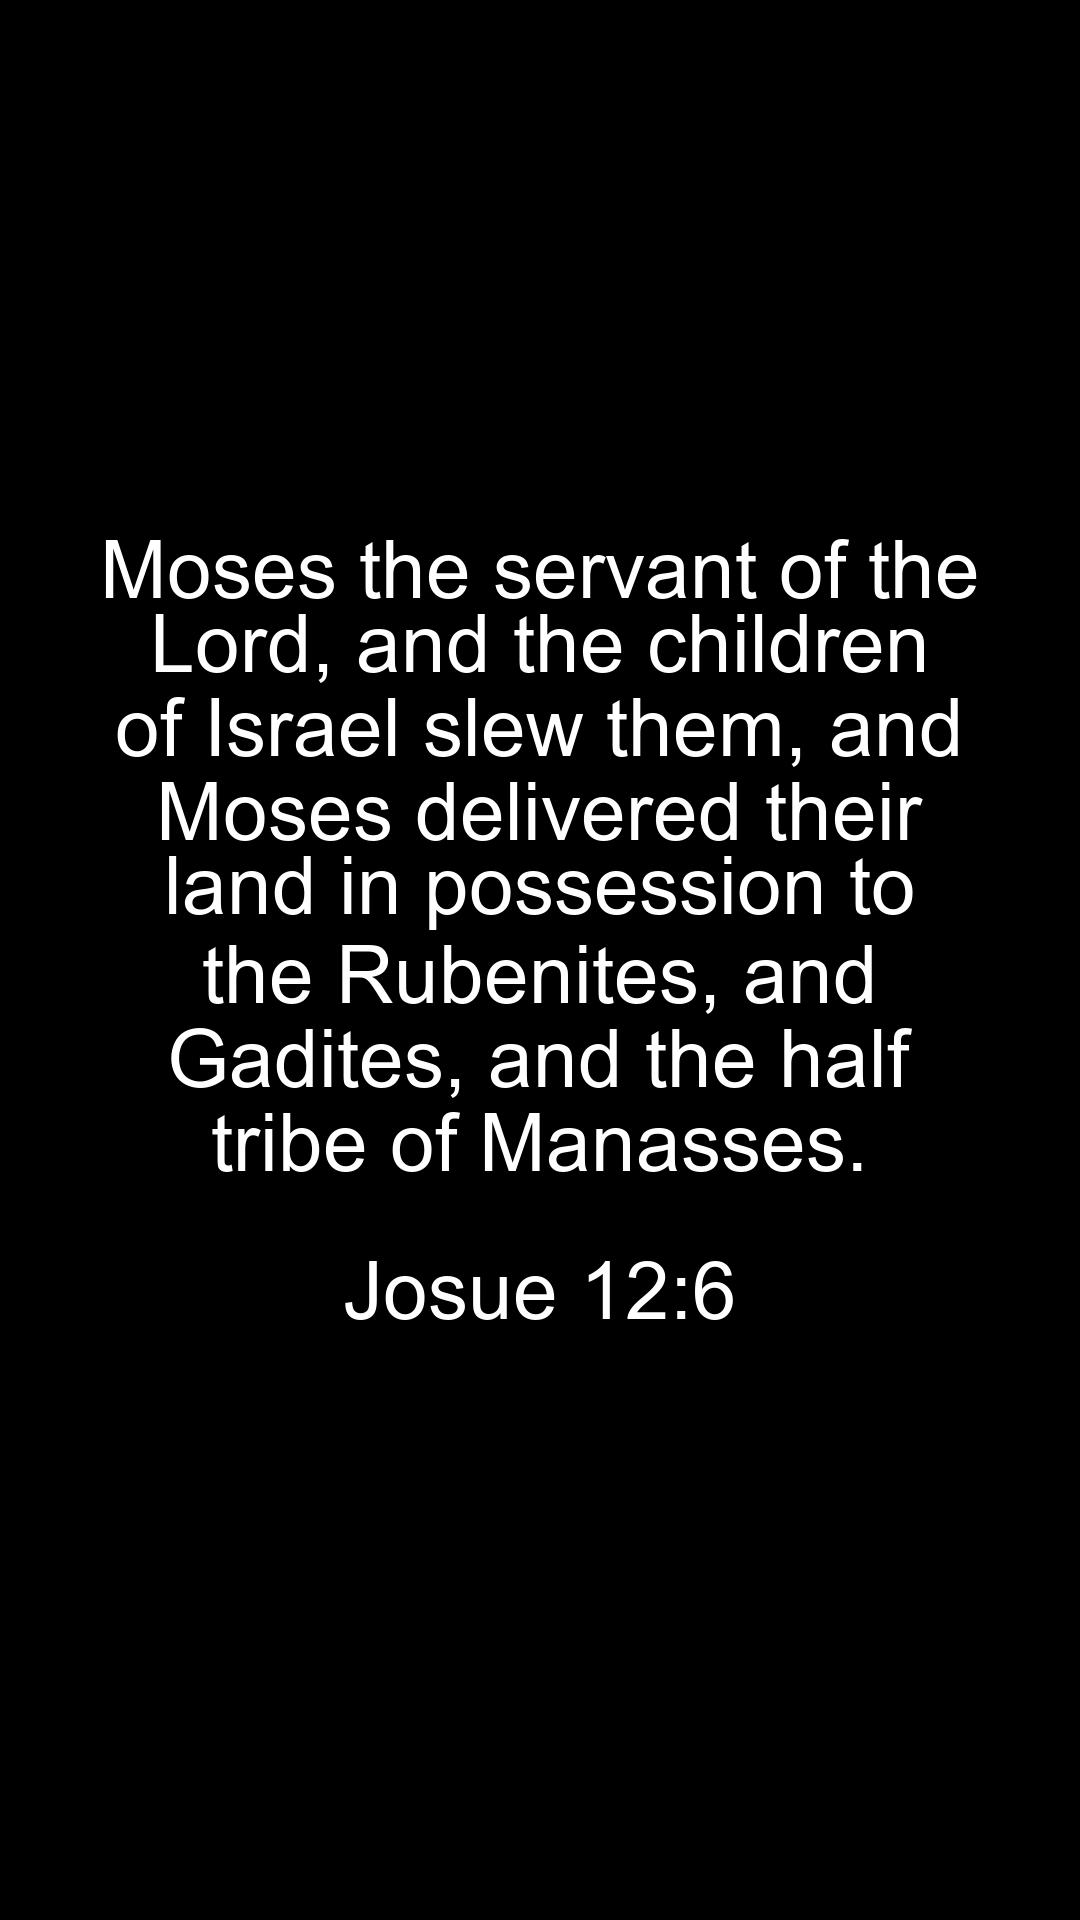 Moses the servant of the
Lord, and the children
of Israel slew them, and
Moses delivered their
land in possession to
the Rubenites, and
Gadites, and the half
tribe of Manasses.
Josue 12:6